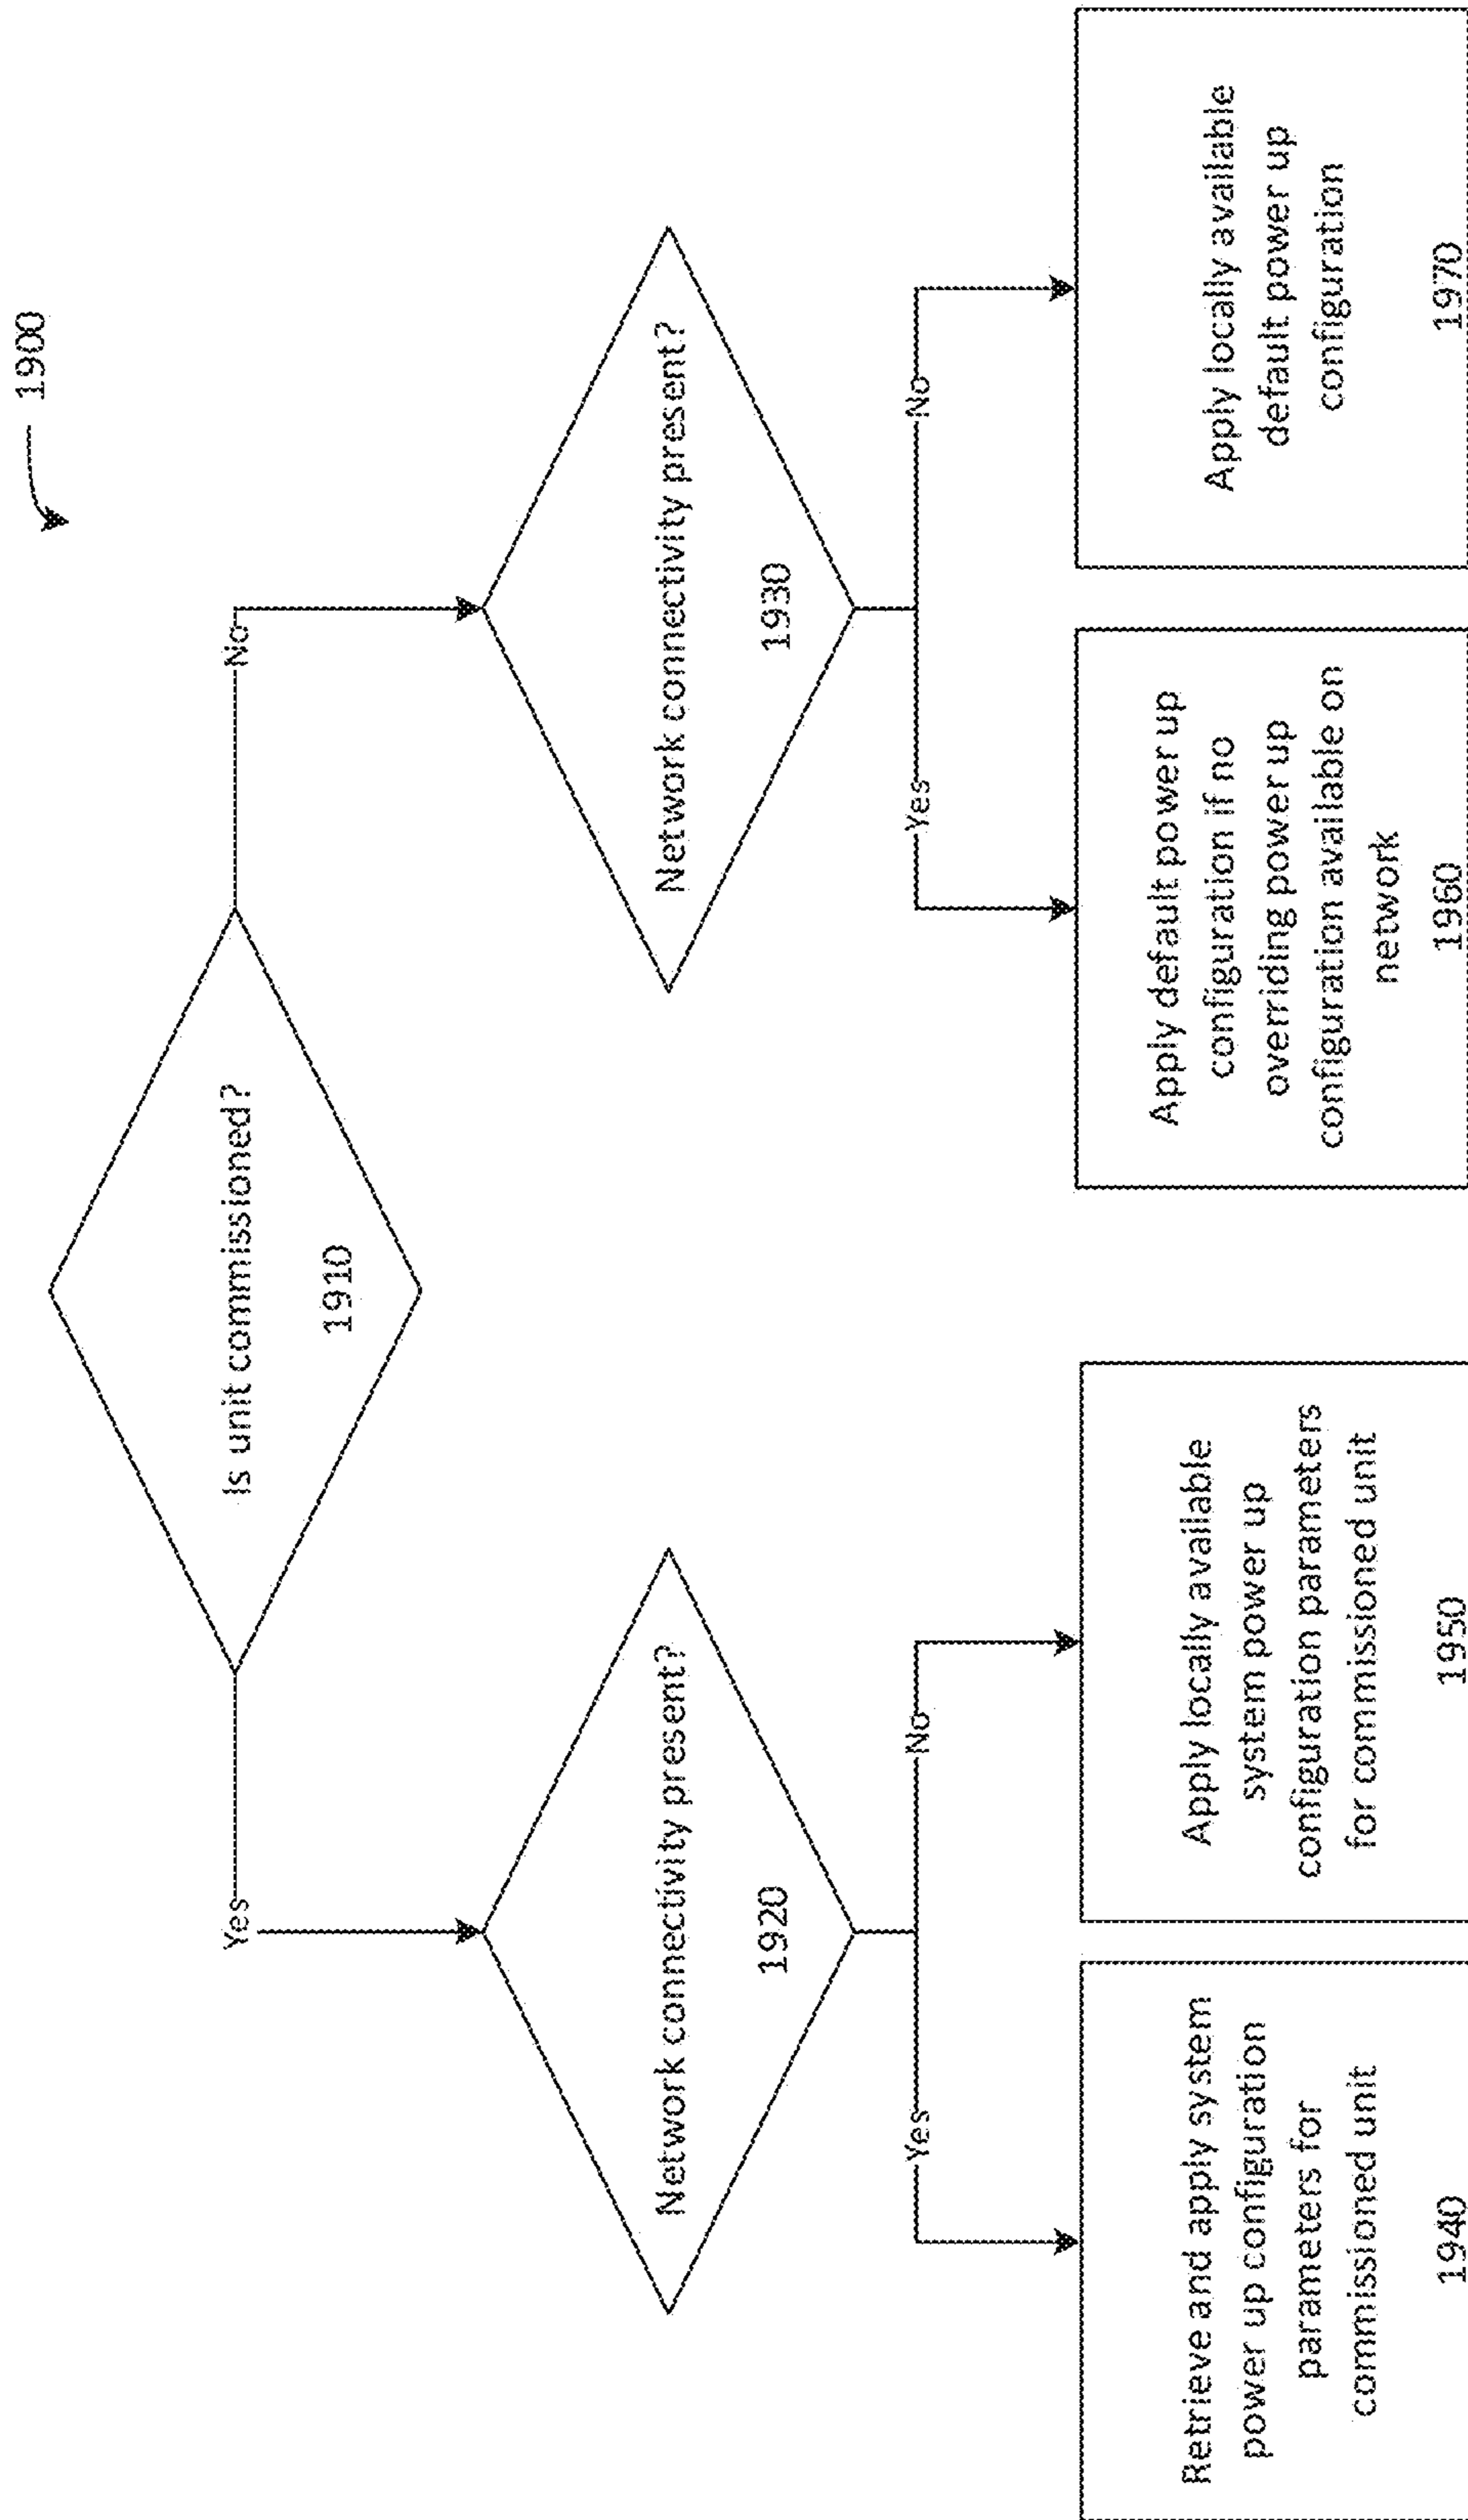 1900
Is unit commissioned?
1910
Yes
No
Network connectivity present?
1920
Network connectivity present?
1930
Yes
No
Yes
No
Retrieve and apply system
power up configuration
parameters for
commissioned unit
1940
Apply locally available
system power up
configuration parameters
for commissioned unit
1950
Apply default power up
configuration if no
overriding power up
configuration available on
network
1960
Apply locally available
default power up
configuration
1970